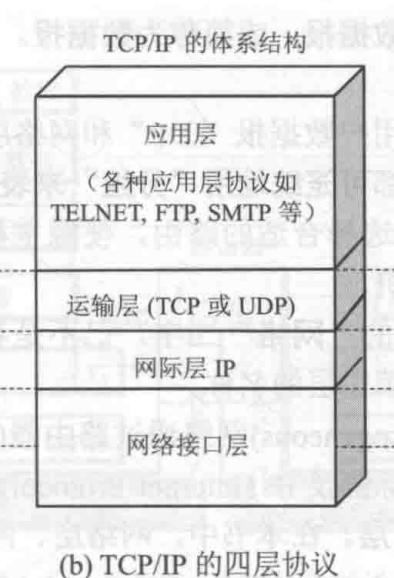 TCP/IP 的体系结构
应用层
（各种应用层协议如
TELNET, FTP, SMTP 等）
运输层 (TCP 或 UDP)
网际层 IP
网络接口层
(b) TCP/IP 的四层协议